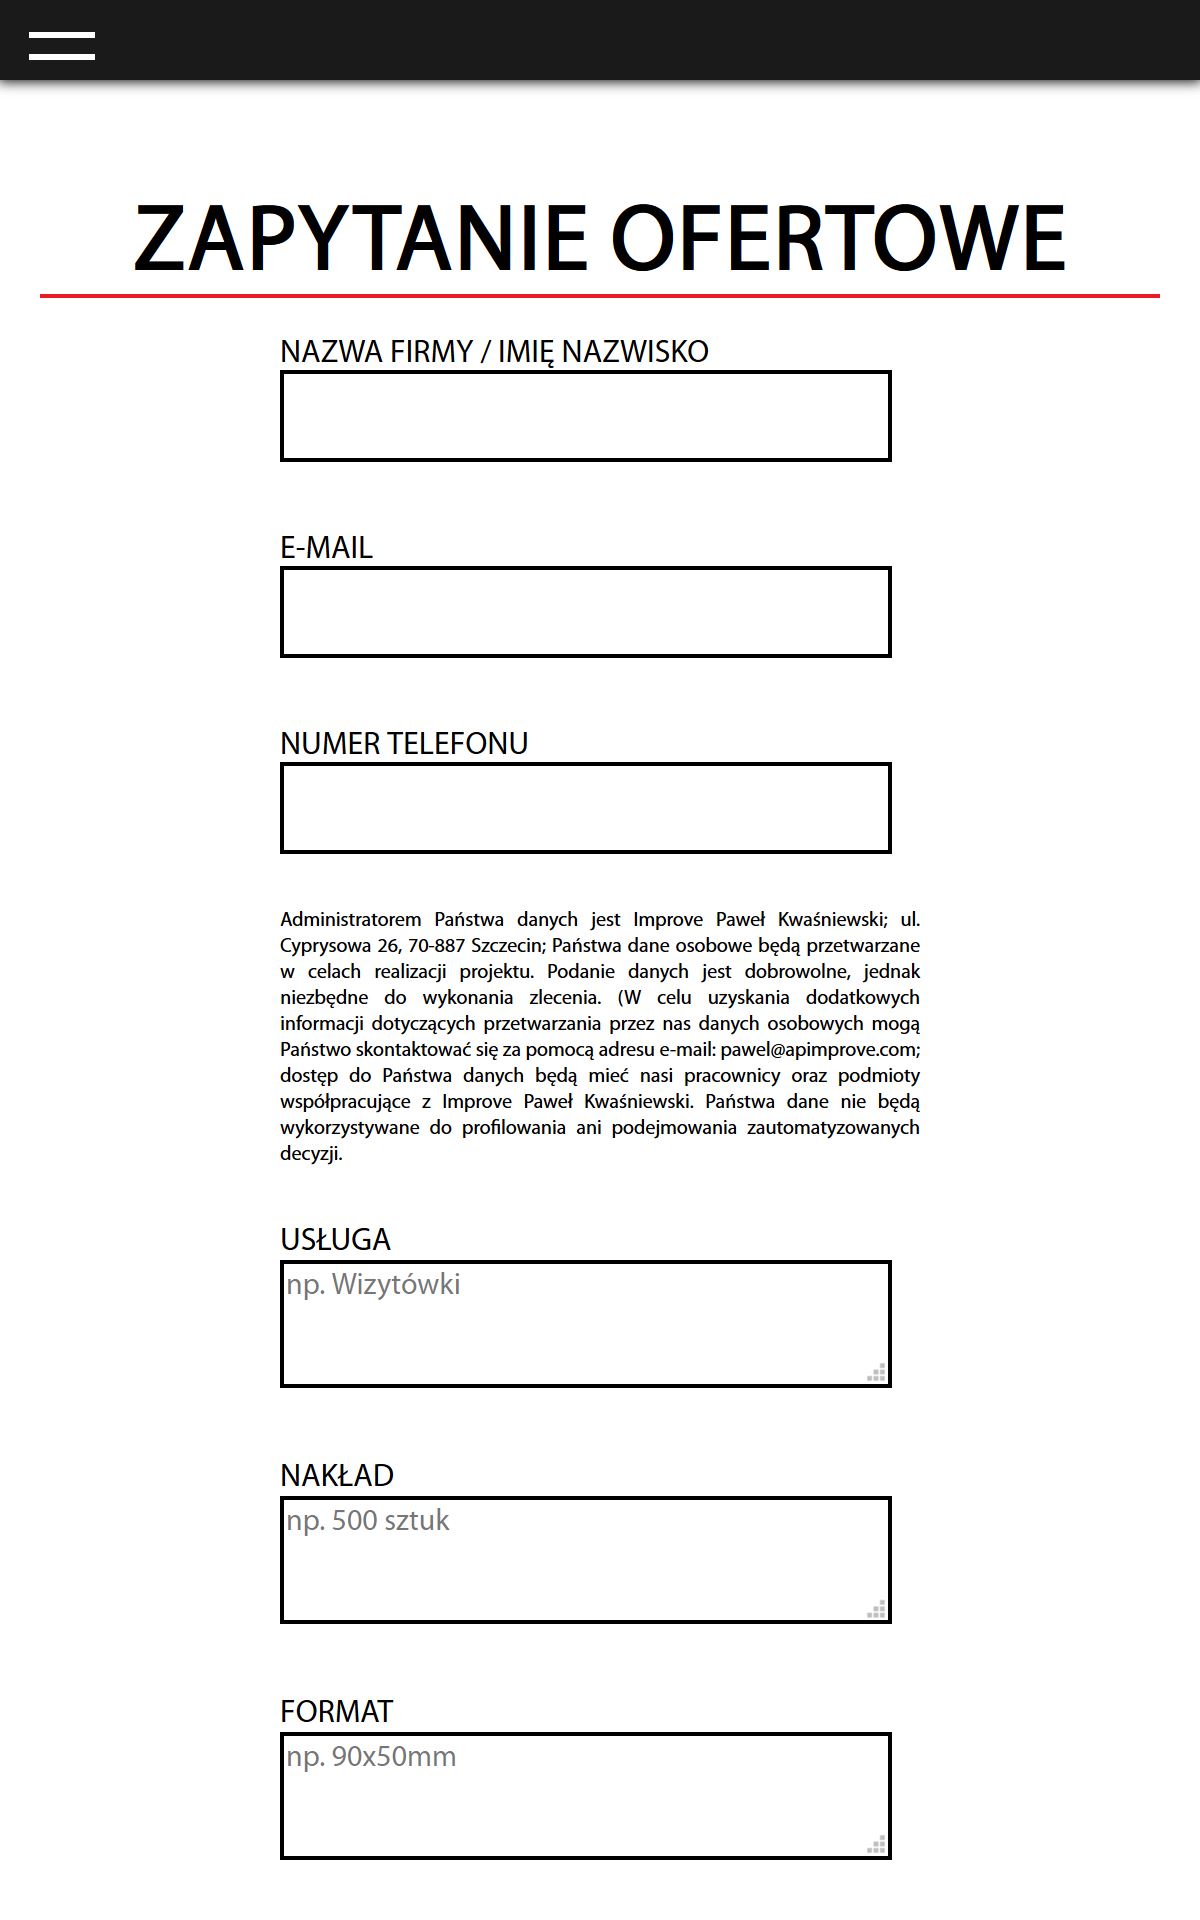 ZAPYTANIE OFERTOWE
NAZWA FIRMY / IMIĘ NAZWISKO
E-MAIL
NUMER TELEFONU
Administratorem Państwa danych jest Improve Paweł Kwaśniewski; ul.
Cyprysowa 26, 70-887 Szczecin; Państwa dane osobowe będą przetwarzane
w celach realizacji projektu. Podanie danych jest dobrowolne, jednak
niezbędne do wykonania zlecenia. (W celu uzyskania dodatkowych
informacji dotyczących przetwarzania przez nas danych osobowych mogą
Państwo skontaktować się za pomocą adresu e-mail: pawel@apimprove.com;
dostęp do Państwa danych będą mieć nasi pracownicy oraz podmioty
współpracujące z Improve Paweł Kwaśniewski. Państwa dane nie będą
wykorzystywane do profilowania ani podejmowania zautomatyzowanych
decyzji.
USŁUGA
np. Wizytówki
NAKŁAD
np. 500 sztuk
FORMAT
np. 90x50mm